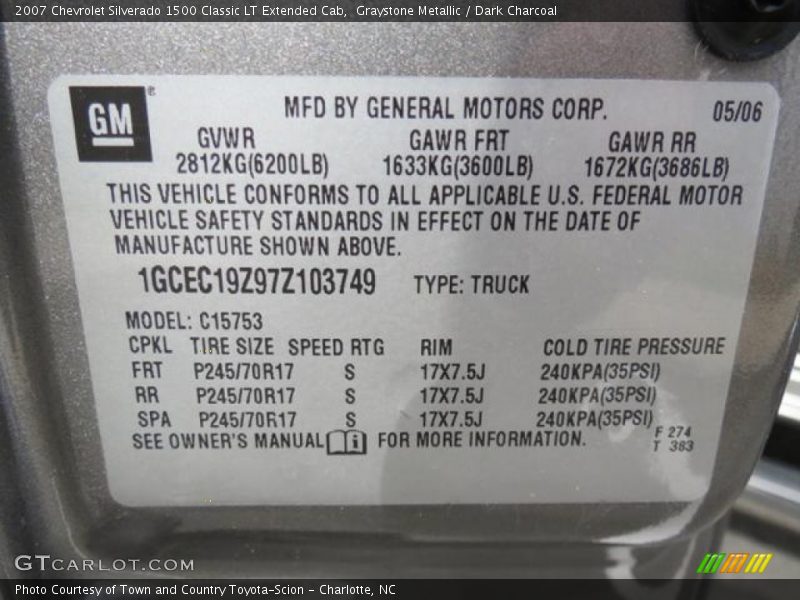 2007 Chevrolet Silverado 1500 Classic LT Extended Cab,  Graystone Metallic / Dark Charcoal
GM ®
MFD BY GENERAL MOTORS CORP. 05/06
GVWR GAWR FRT GAWR RR
2812KG(6200LB) 1633KG(3600LB) 1672KG(3686LB)
THIS VEHICLE CONFORMS TO ALL APPLICABLE U.S. FEDERAL MOTOR
VEHICLE SAFETY STANDARDS IN EFFECT ON THE DATE OF
MANUFACTURE SHOWN ABOVE.
1GCEC19Z97Z103749 TYPE: TRUCK
MODEL: C15753
CPKL TIRE SIZE SPEED RTG RIM COLD TIRE PRESSURE
FRT P245/70R17 S 17X7.5J 240KPA(35PSI)
RR P245/70R17 S 17X7.5J 240KPA(35PSI)
SPA P245/70R17 S 17X7.5J 240KPA(35PSI)
SEE OWNER'S MANUAL i FOR MORE INFORMATION.
F 274
T 383
GTCARLOT.COM
Photo Courtesy of Town and Country Toyota-Scion - Charlotte, NC